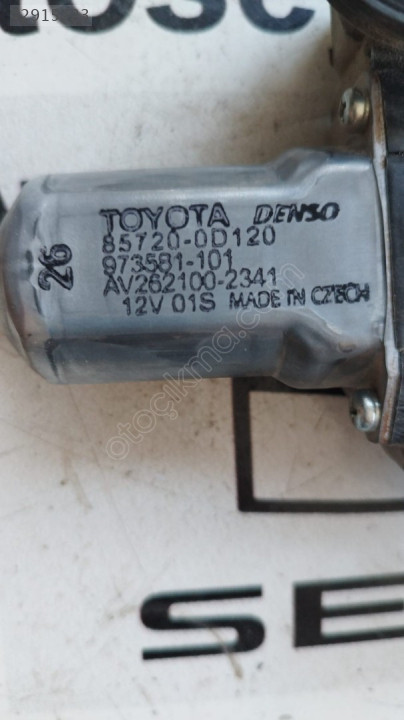 TOYOTA DENSO
85720-0D120
973581-101
AV262100-2341
12V 01S MADE IN CZECH
26
otoçıkma.com
SE